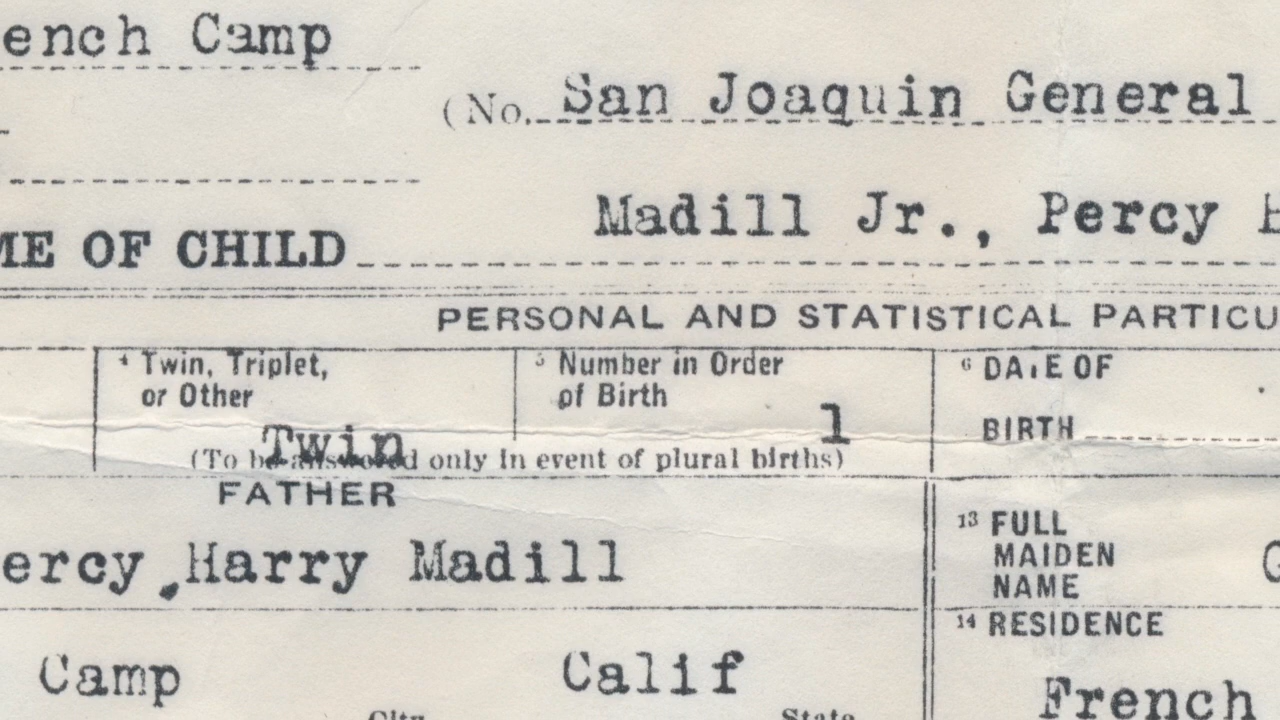 ench Camp
(No. San Joaquin General
Madill Jr., Percy
ME OF CHILD
PERSONAL AND STATISTICAL PARTICU
4 Twin, Triplet, or Other
5 Number in Order of Birth
6 DATE OF BIRTH
Twin
1
(To be answered only in event of plural births)
FATHER
13 FULL MAIDEN NAME
ercy Harry Madill
14 RESIDENCE
Camp Calif
French
City State